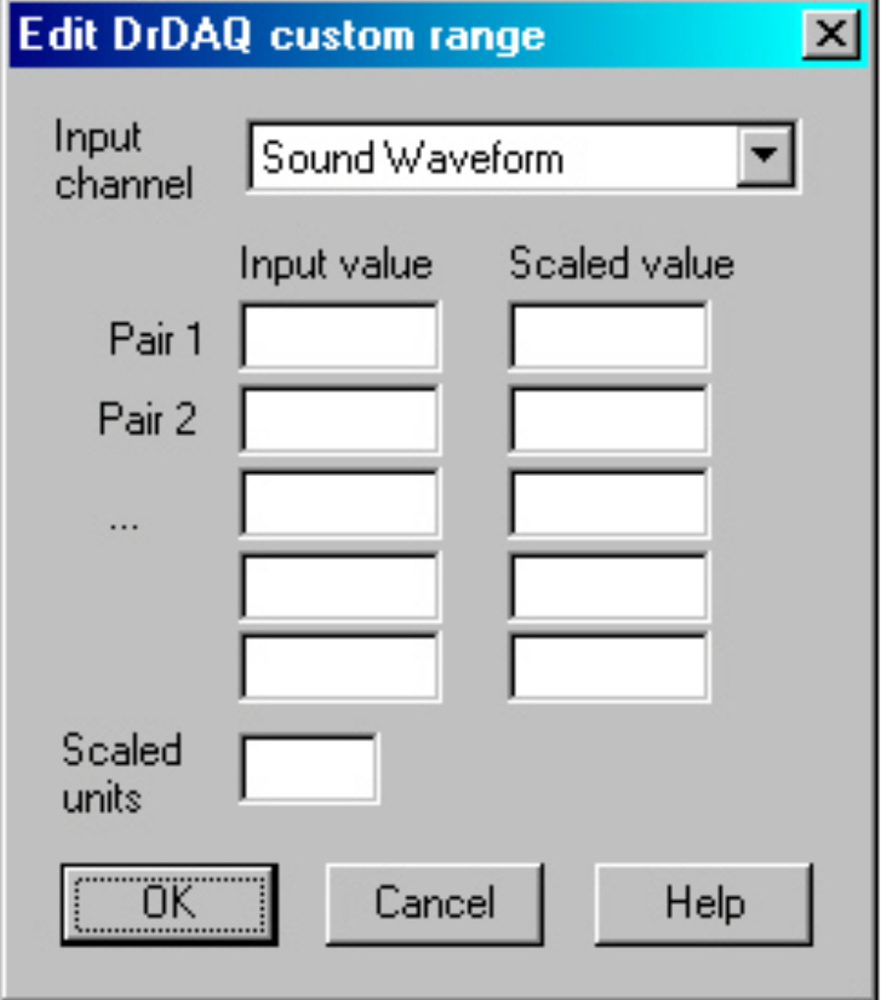 Edit DrDAQ custom range
Input
channel
Sound Waveform
Input value Scaled value
Pair 1
Pair 2
...
Scaled
units
OK Cancel Help